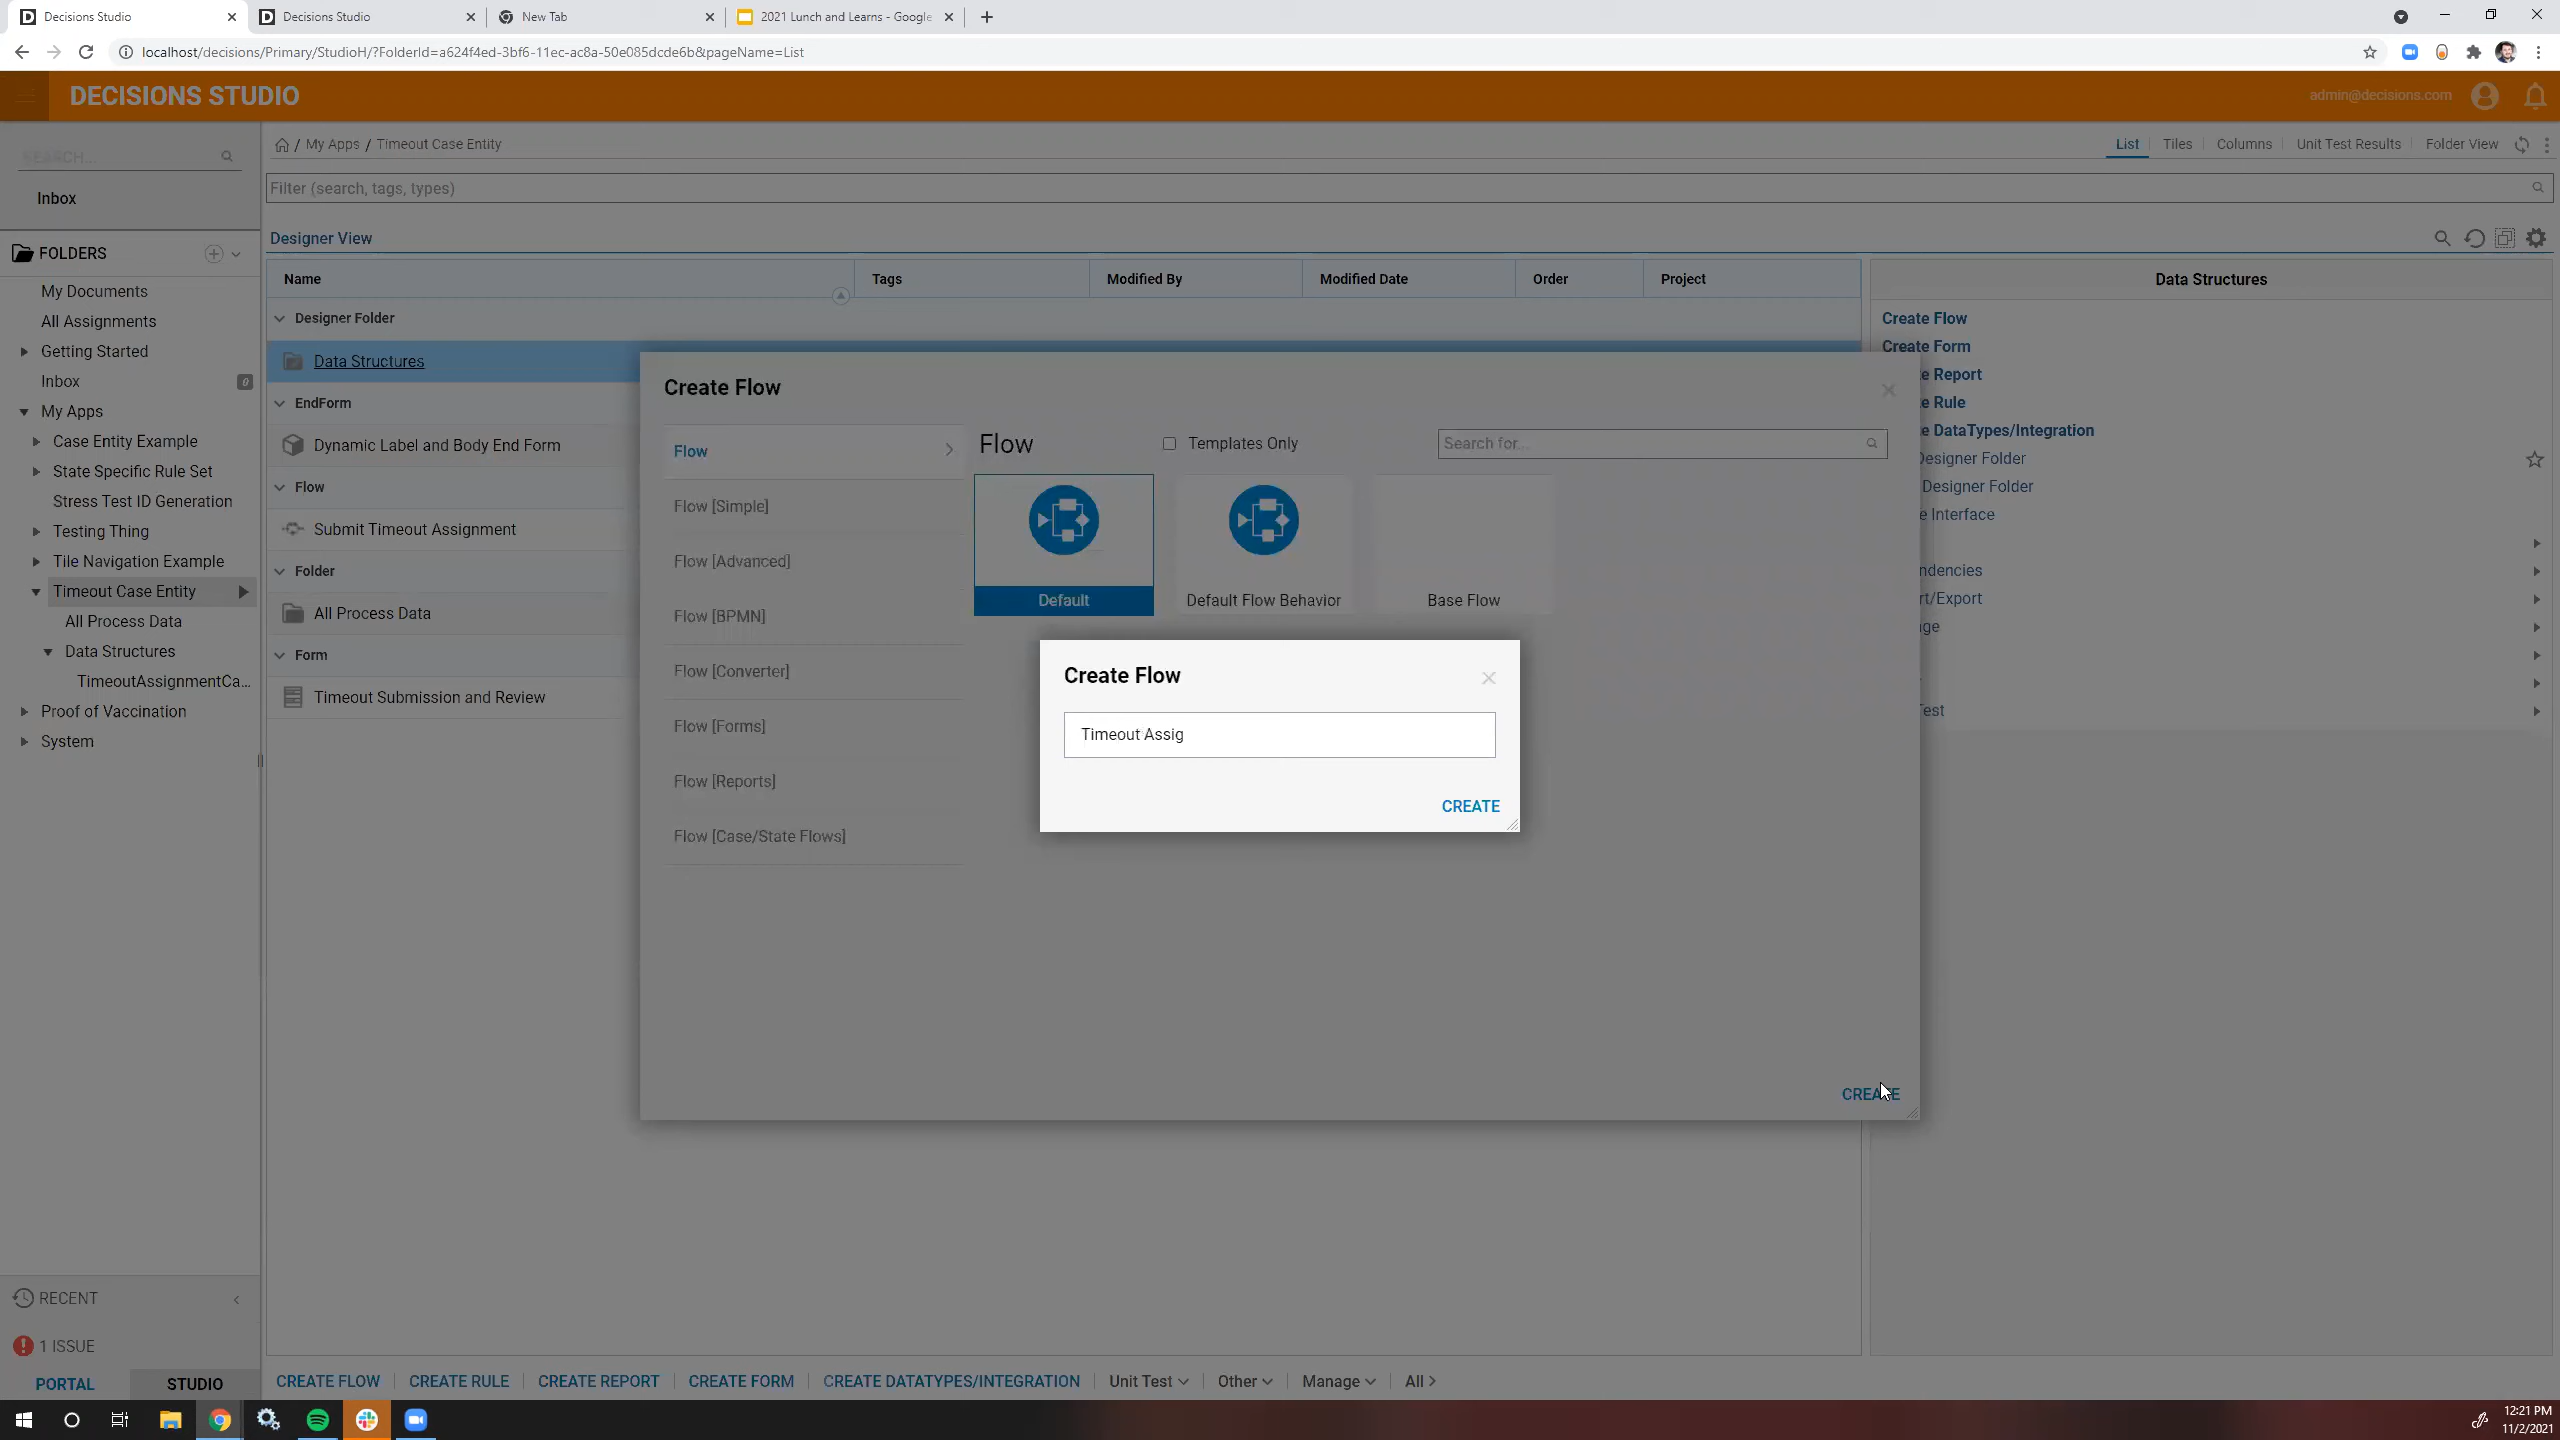 Decisions Studio
Decisions Studio
New Tab
2021 Lunch and Learns - Google
localhost/decisions/Primary/StudioH/?FolderId=a624f4ed-3bf6-11ec-ac8a-50e085dcde6b&pageName=List
DECISIONS STUDIO
admin@decisions.com
SEARCH...
Inbox
FOLDERS
My Documents
All Assignments
Getting Started
Inbox
0
My Apps
Case Entity Example
State Specific Rule Set
Stress Test ID Generation
Testing Thing
Tile Navigation Example
Timeout Case Entity
All Process Data
Data Structures
TimeoutAssignmentCa...
Proof of Vaccination
System
RECENT
1 ISSUE
PORTAL
STUDIO
/ My Apps / Timeout Case Entity
List
Tiles
Columns
Unit Test Results
Folder View
Filter (search, tags, types)
Designer View
Name
Tags
Modified By
Modified Date
Order
Project
Designer Folder
Data Structures
EndForm
Dynamic Label and Body End Form
Flow
Submit Timeout Assignment
Folder
All Process Data
Form
Timeout Submission and Review
Data Structures
Create Flow
Create Form
e Report
e Rule
e DataTypes/Integration
Designer Folder
Designer Folder
e Interface
ndencies
rt/Export
ge
Test
Create Flow
Flow
Flow [Simple]
Flow [Advanced]
Flow [BPMN]
Flow [Converter]
Flow [Forms]
Flow [Reports]
Flow [Case/State Flows]
Flow
Templates Only
Search for...
Default
Default Flow Behavior
Base Flow
Create Flow
Timeout Assig
CREATE
CREATE
CREATE FLOW
CREATE RULE
CREATE REPORT
CREATE FORM
CREATE DATATYPES/INTEGRATION
Unit Test
Other
Manage
All
12:21 PM
11/2/2021